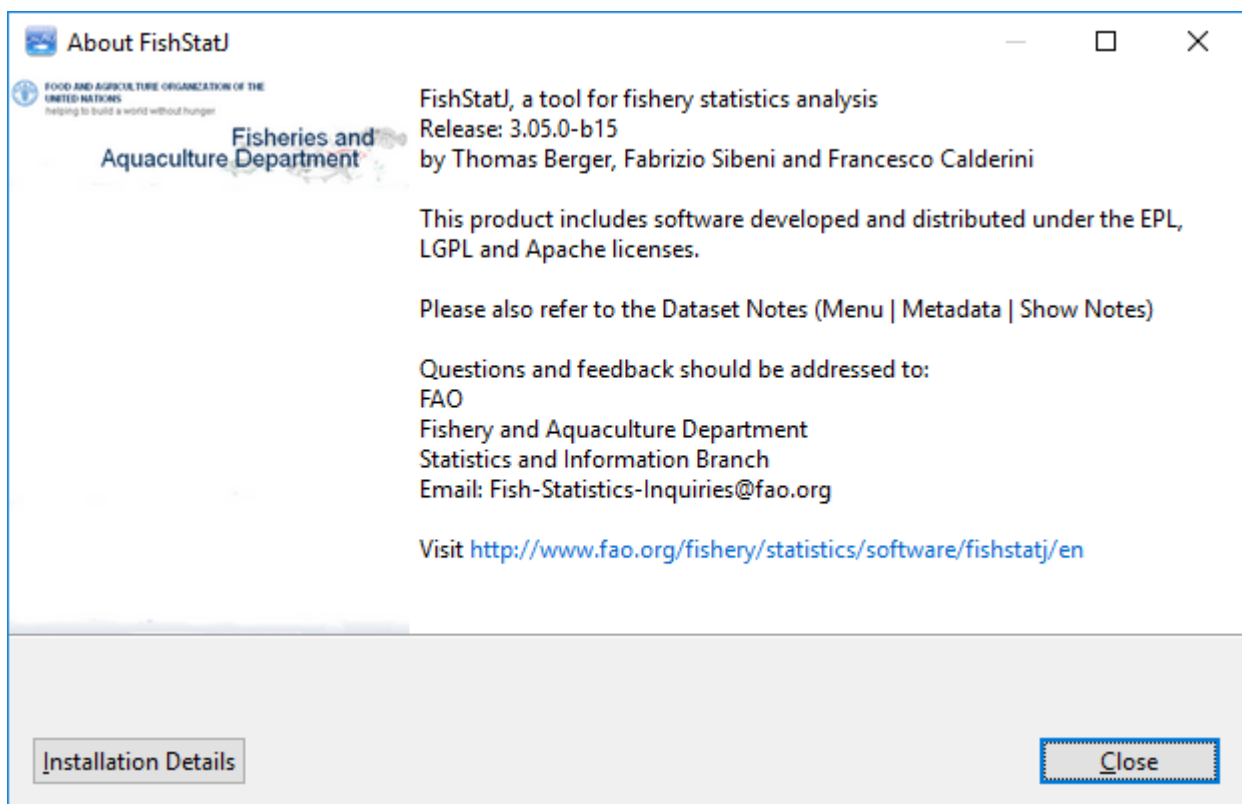 About FishStatJ
FOOD AND AGRICULTURE ORGANIZATION OF THE
UNITED NATIONS
helping to build a world without hunger
Fisheries and
Aquaculture Department
FishStatJ, a tool for fishery statistics analysis
Release: 3.05.0-b15
by Thomas Berger, Fabrizio Sibeni and Francesco Calderini
This product includes software developed and distributed under the EPL,
LGPL and Apache licenses.
Please also refer to the Dataset Notes (Menu | Metadata | Show Notes)
Questions and feedback should be addressed to:
FAO
Fishery and Aquaculture Department
Statistics and Information Branch
Email: Fish-Statistics-Inquiries@fao.org
Visit http://www.fao.org/fishery/statistics/software/fishstatj/en
Installation Details
Close